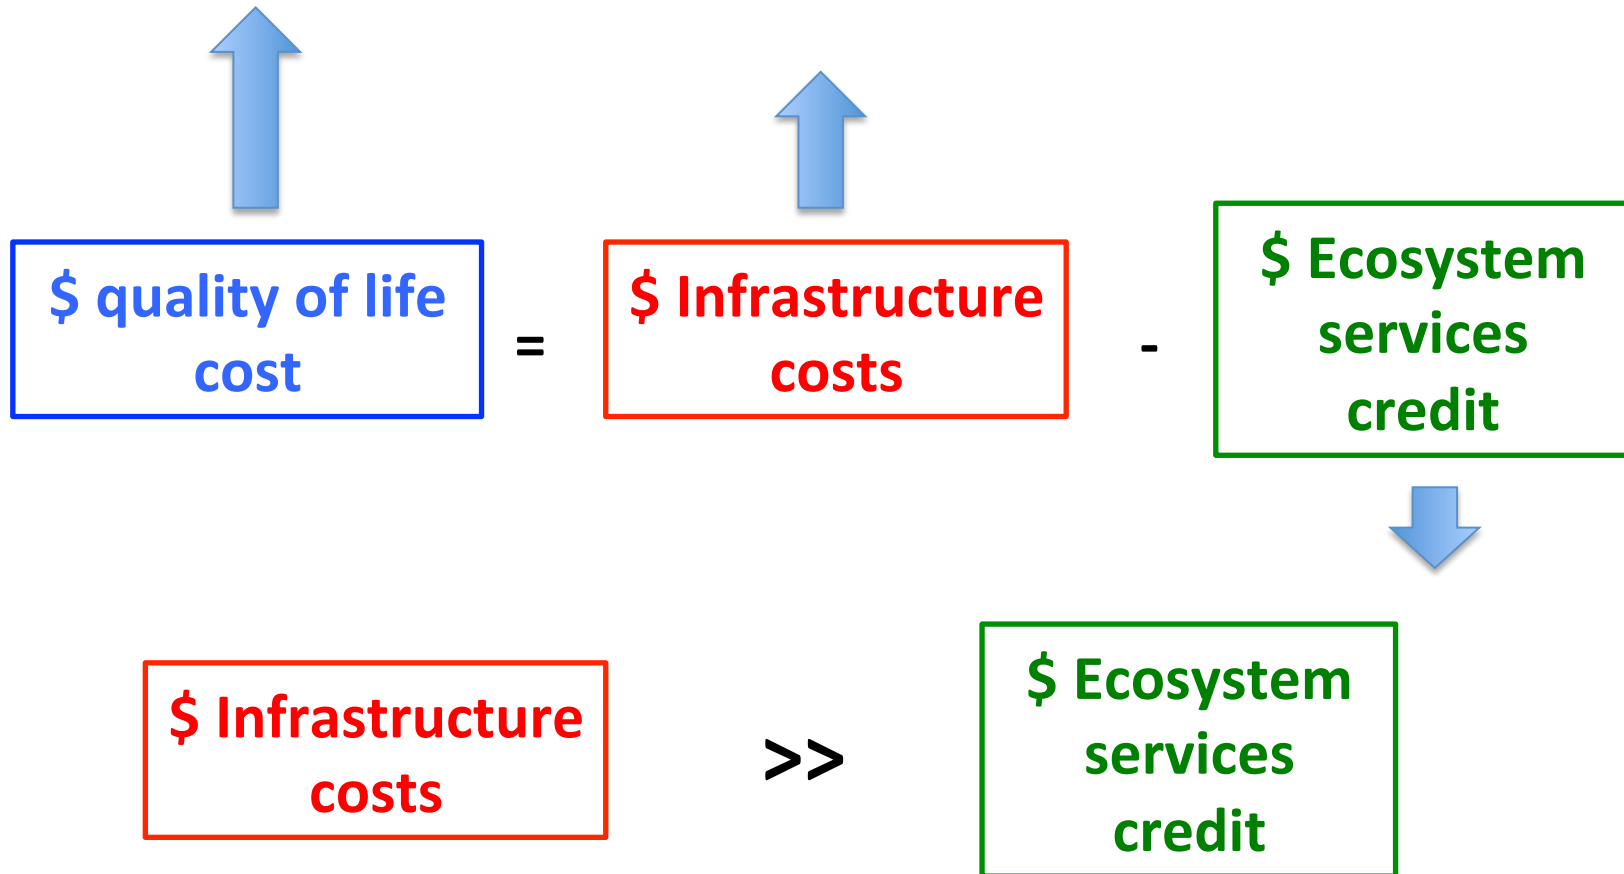 $ quality of life
cost
=
$ Infrastructure
costs
-
$ Ecosystem
services
credit
$ Infrastructure
costs
>>
$ Ecosystem
services
credit